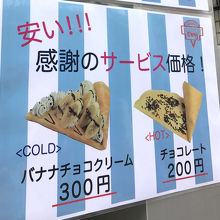 安い!!!
感謝のサービス価格!
<COLD>
バナナチョコクリーム
300円
<HOT>
チョコレート
200円